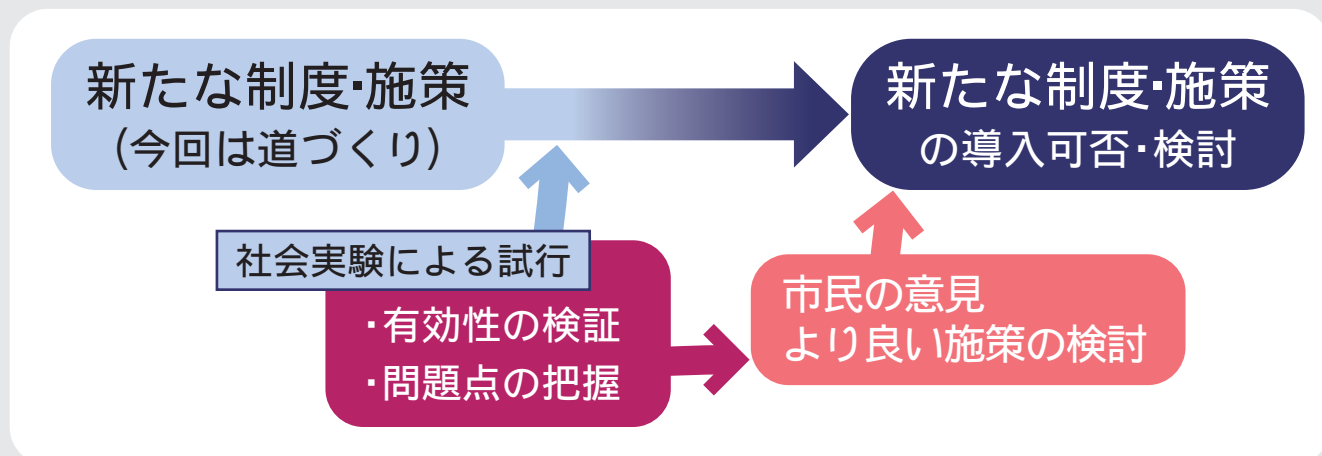 新たな制度･施策
(今回は道づくり)
新たな制度･施策
の導入可否･検討
社会実験による試行
･有効性の検証
･問題点の把握
市民の意見
より良い施策の検討